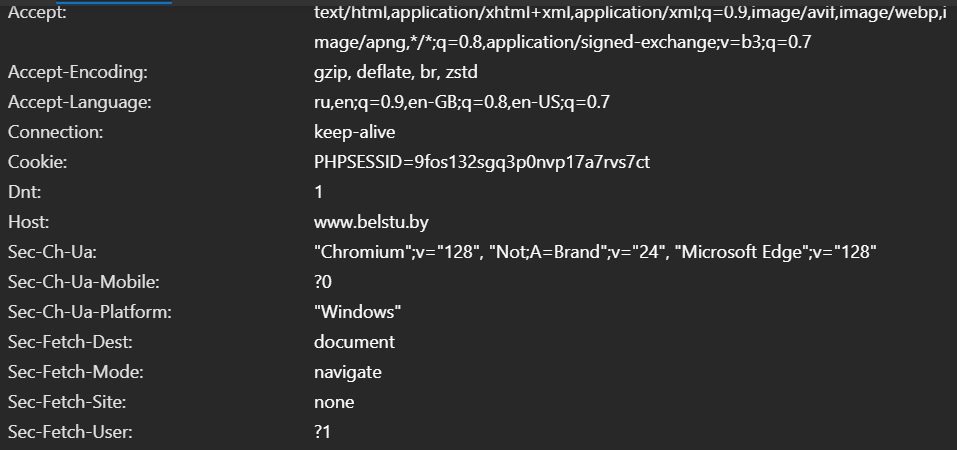 Accept: text/html,application/xhtml+xml,application/xml;q=0.9,image/avif,image/webp,i
mage/apng,*/*;q=0.8,application/signed-exchange;v=b3;q=0.7
Accept-Encoding: gzip, deflate, br, zstd
Accept-Language: ru,en;q=0.9,en-GB;q=0.8,en-US;q=0.7
Connection: keep-alive
Cookie: PHPSESSID=9fos132sgq3p0nvp17a7rvs7ct
Dnt: 1
Host: www.belstu.by
Sec-Ch-Ua: "Chromium";v="128", "Not;A=Brand";v="24", "Microsoft Edge";v="128"
Sec-Ch-Ua-Mobile: ?0
Sec-Ch-Ua-Platform: "Windows"
Sec-Fetch-Dest: document
Sec-Fetch-Mode: navigate
Sec-Fetch-Site: none
Sec-Fetch-User: ?1